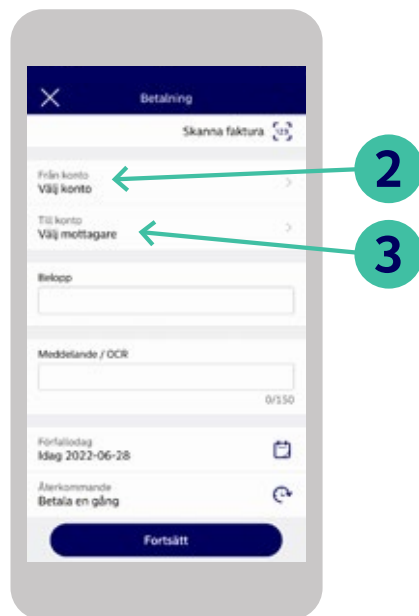 Betalning
Skanna faktura 123
Från konto
Välj konto
2
Till konto
Välj mottagare
3
Belopp
Meddelande / OCR
0/150
Förfallodag
Idag 2022-06-28
Återkommande
Betala en gång
Fortsätt